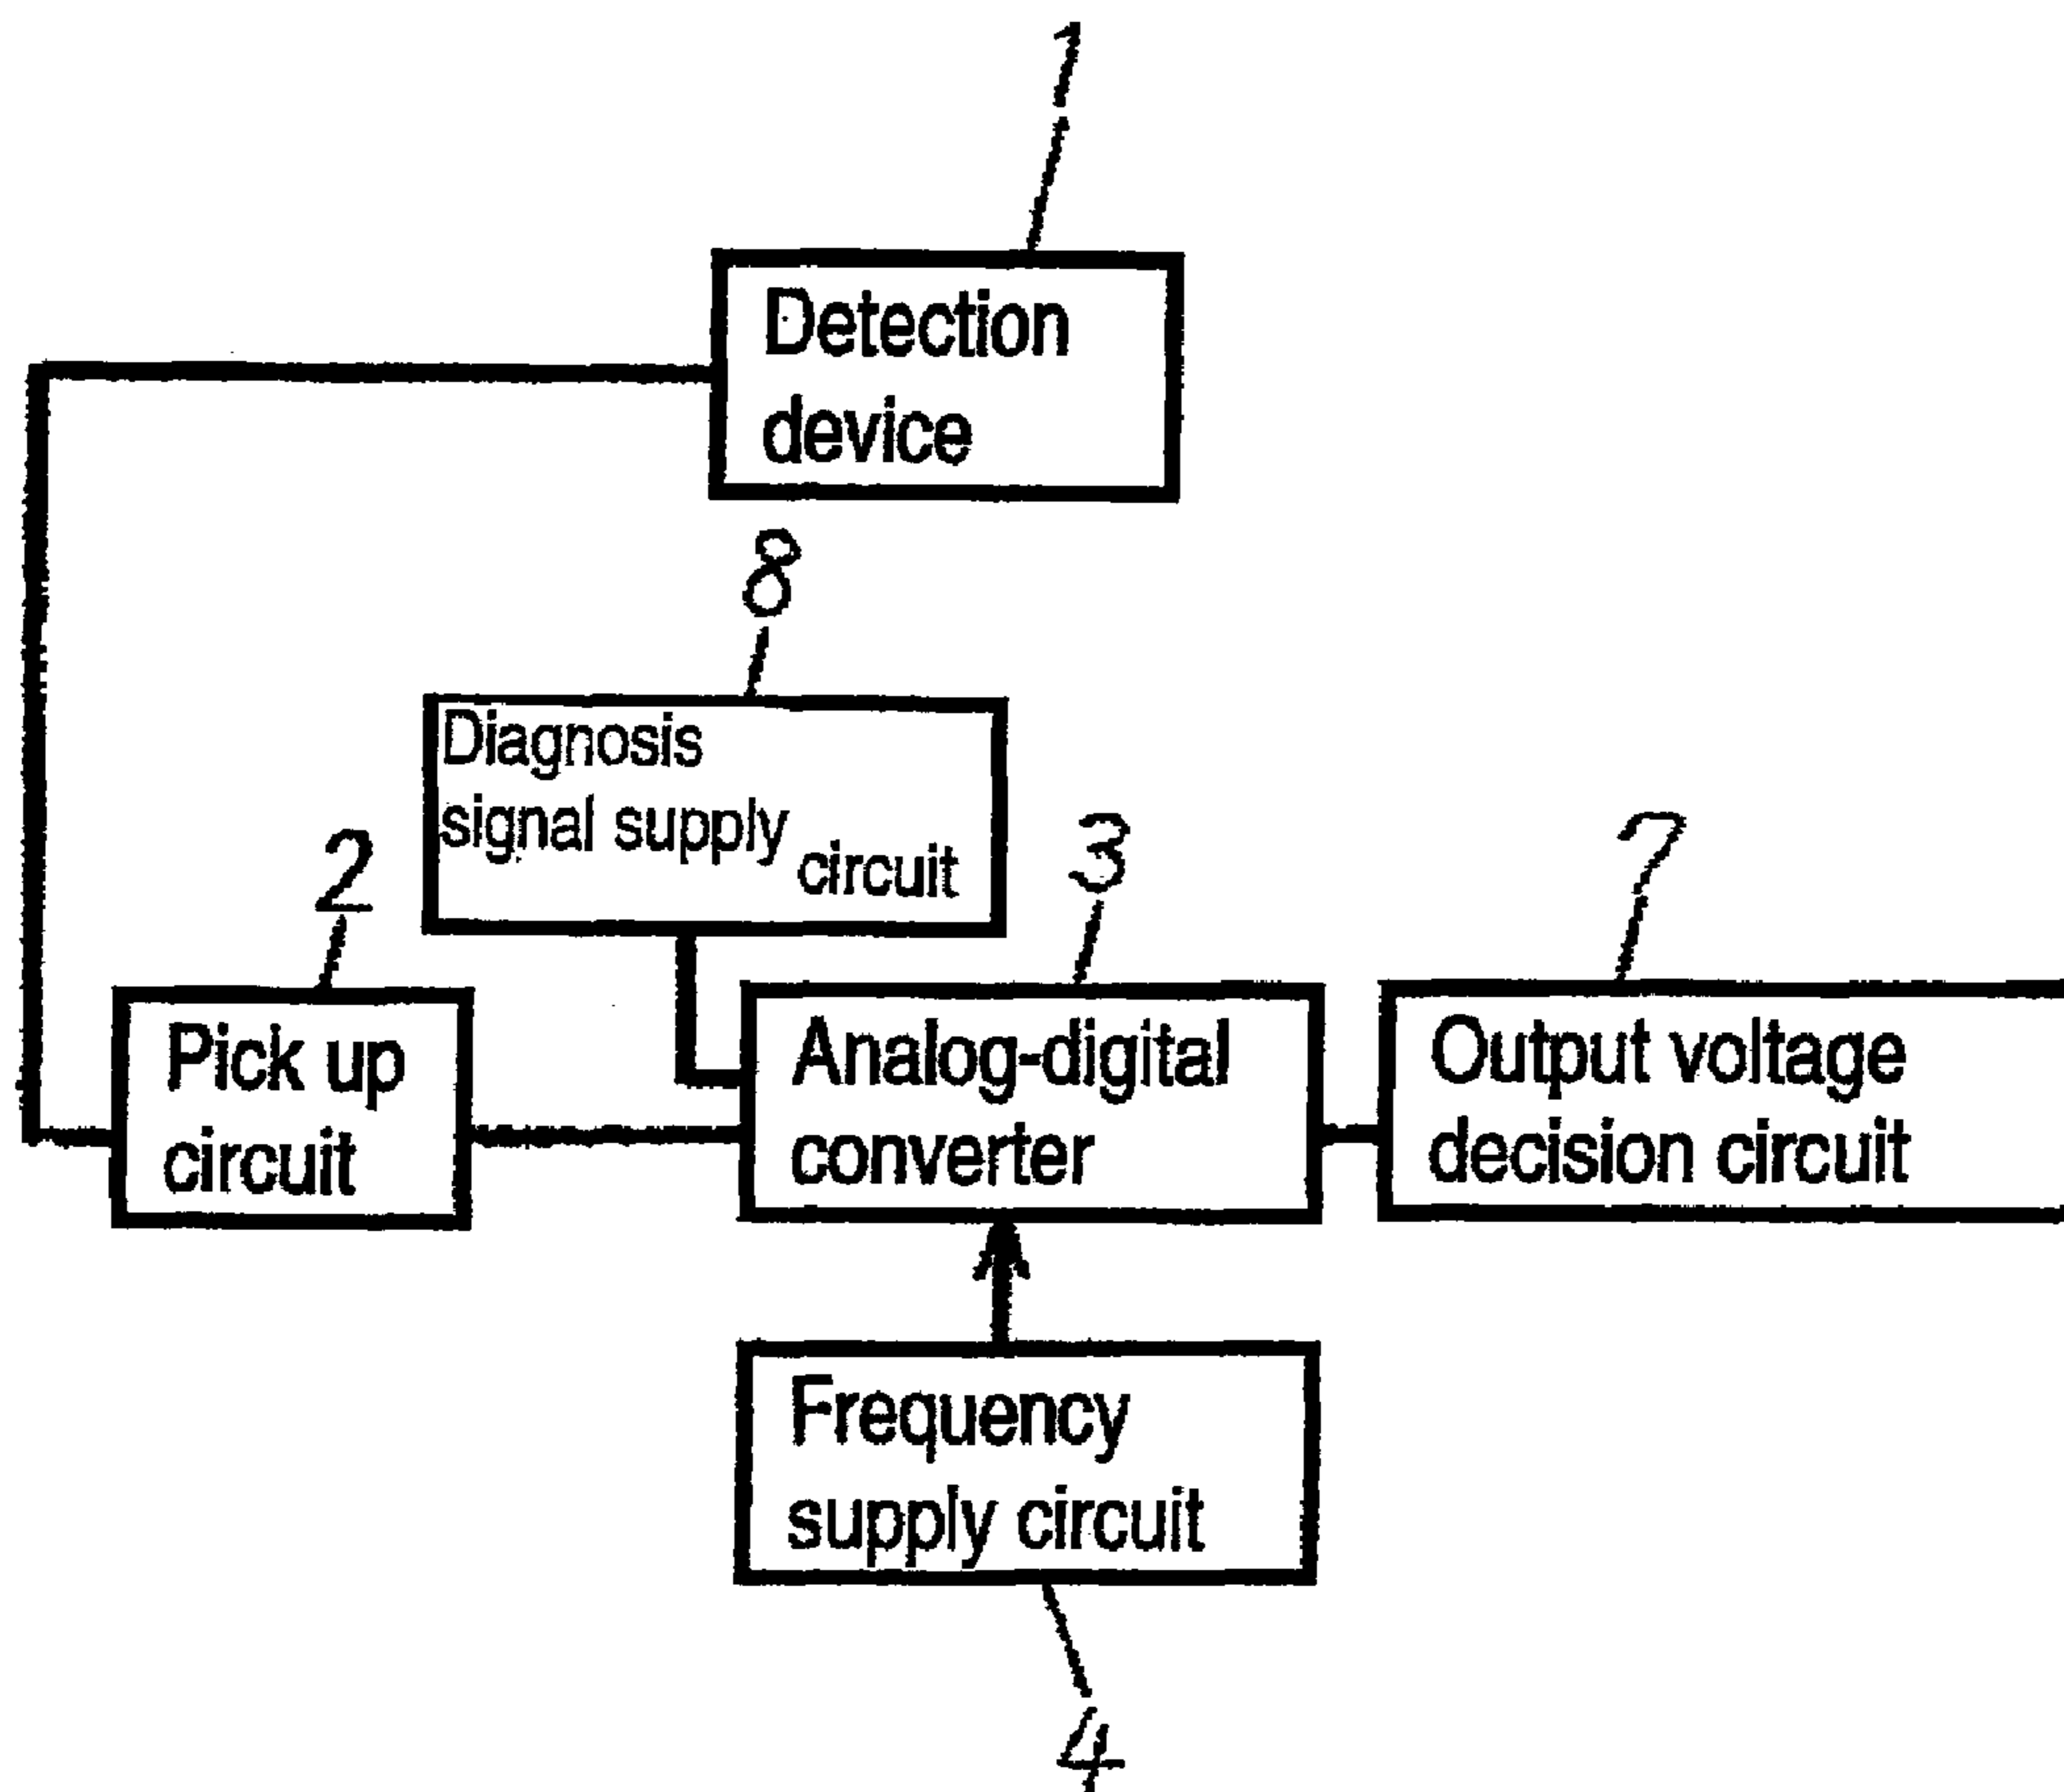 1
Detection
device
8
Diagnosis
signal supply
circuit
2
3
7
Pick up
circuit
Analog-digital
converter
Output voltage
decision circuit
Frequency
supply circuit
4